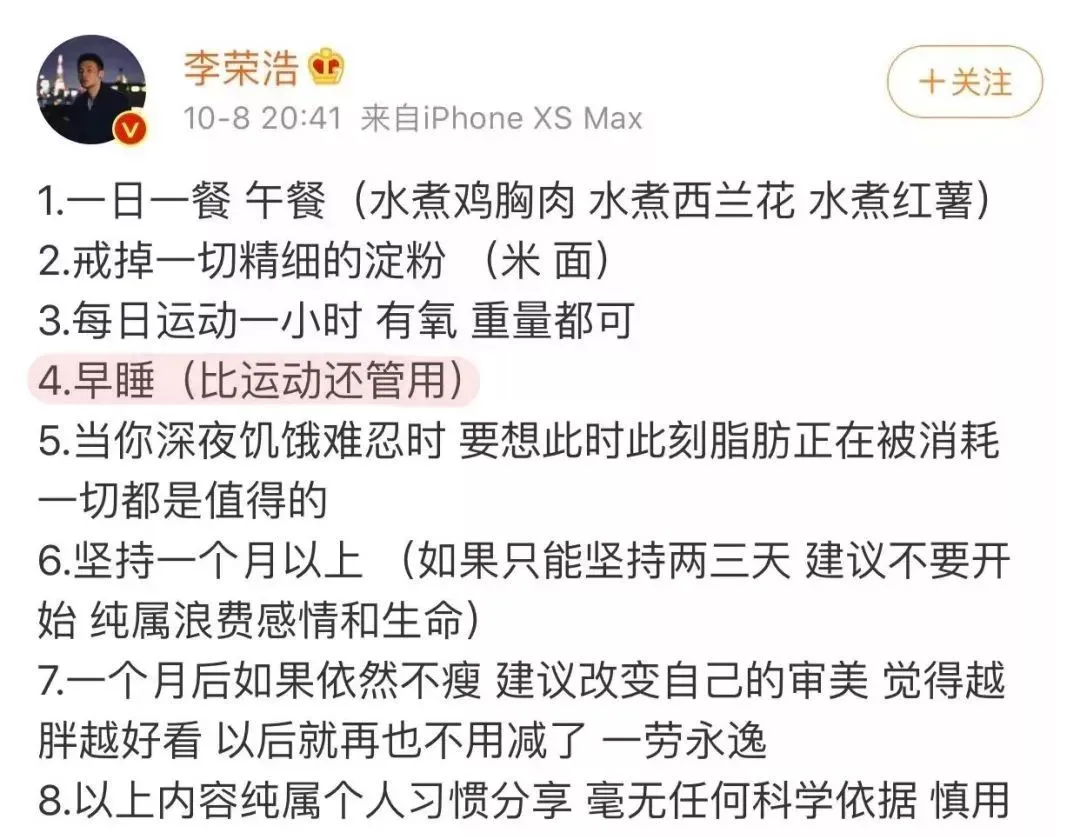 李荣浩
10-8 20:41 来自iPhone XS Max
+关注
1.一日一餐 午餐（水煮鸡胸肉 水煮西兰花 水煮红薯）
2.戒掉一切精细的淀粉 （米 面）
3.每日运动一小时 有氧 重量都可
4.早睡（比运动还管用）
5.当你深夜饥饿难忍时 要想此时此刻脂肪正在被消耗
一切都是值得的
6.坚持一个月以上 （如果只能坚持两三天 建议不要开
始 纯属浪费感情和生命）
7.一个月后如果依然不瘦 建议改变自己的审美 觉得越
胖越好看 以后就再也不用减了 一劳永逸
8.以上内容纯属个人习惯分享 毫无任何科学依据 慎用